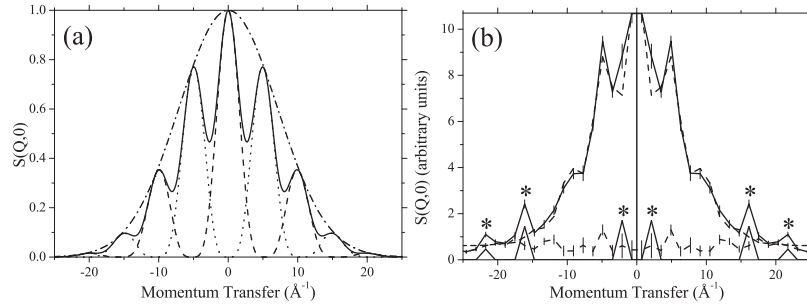 (a)
1.0
0.8
0.6
0.4
0.2
0.0
S(Q,0)
-20 -10 0 10 20
Momentum Transfer (Å⁻¹)
(b)
10
8
6
4
2
0
S(Q,0) (arbitrary units)
* * * * * *
-20 -10 0 10 20
Momentum Transfer (Å⁻¹)